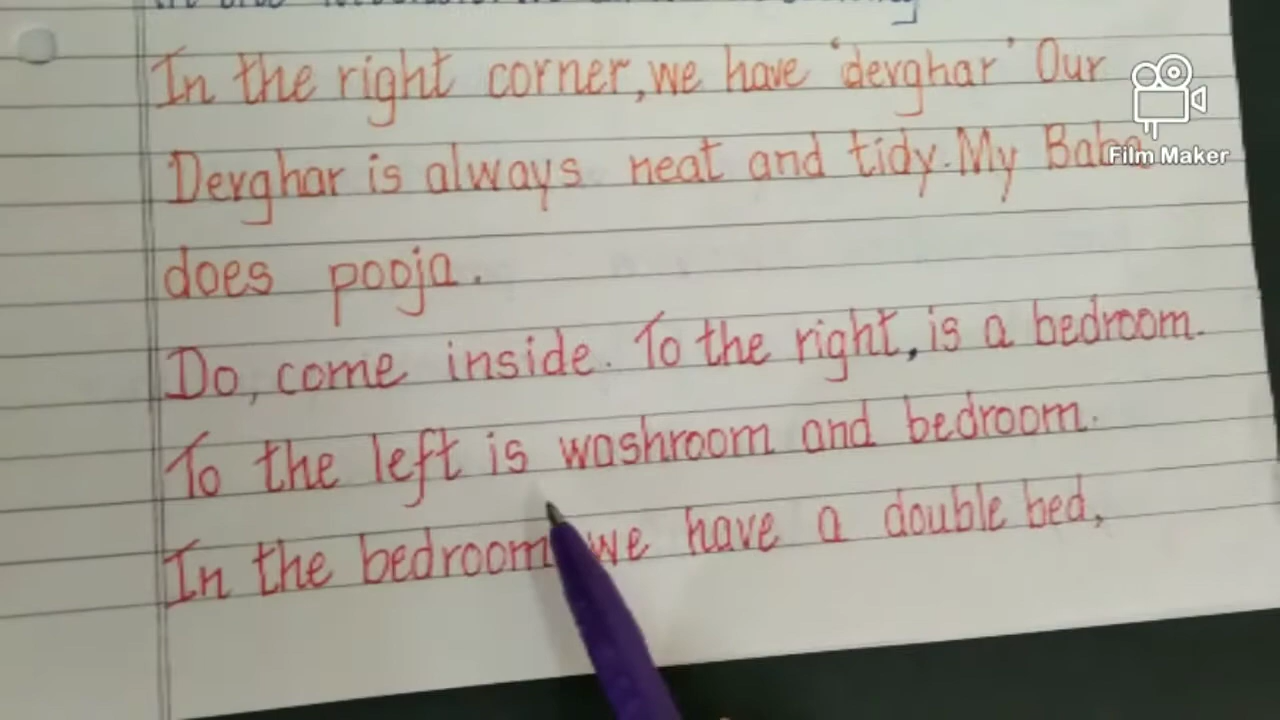 In the right corner, we have 'devghar' Our
Devghar is always neat and tidy. My Baba
does pooja.
Do, come inside. To the right, is a bedroom.
To the left is washroom and bedroom.
In the bedroom we have a double bed,
Film Maker